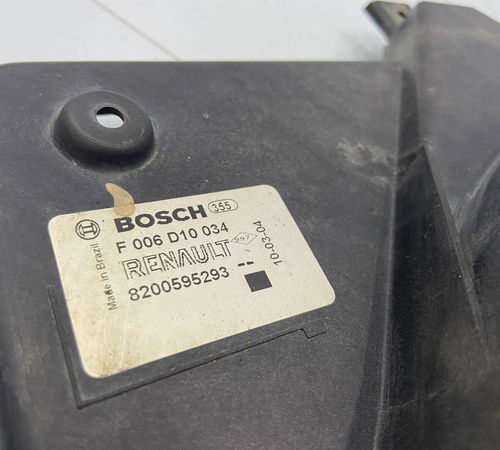 BOSCH 355
F 006 D10 034
RENAULT
8200595293 --
Made in Brazil
10-03-04